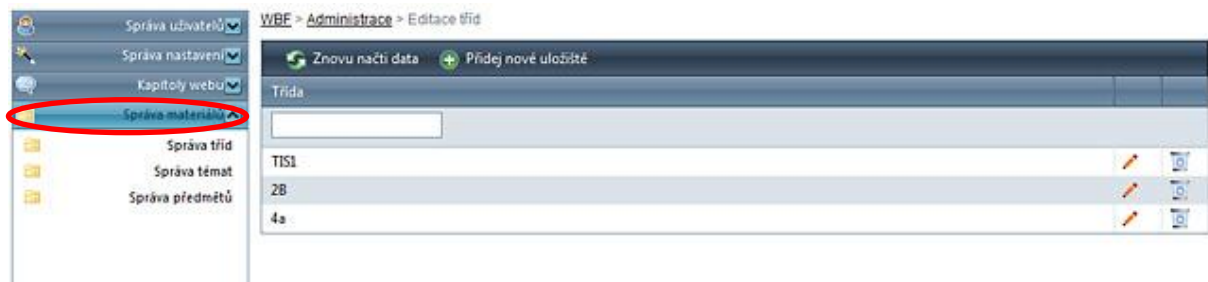 Správa uživatelů
Správa nastavení
Kapitoly webu
Správa materiálů
Správa tříd
Správa témat
Správa předmětů
WBF > Administrace > Editace tříd
Znovu načti data Přidej nové uložiště
Třída
TIS1
2B
4a